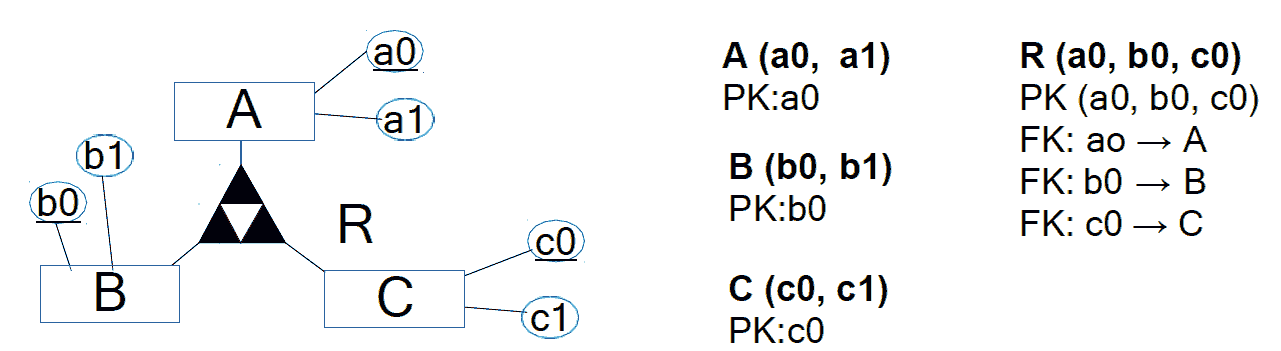 a0
A
a1
b1
b0
R
c0
B
C
c1
A (a0, a1)
PK:a0
B (b0, b1)
PK:b0
C (c0, c1)
PK:c0
R (a0, b0, c0)
PK (a0, b0, c0)
FK: ao → A
FK: b0 → B
FK: c0 → C